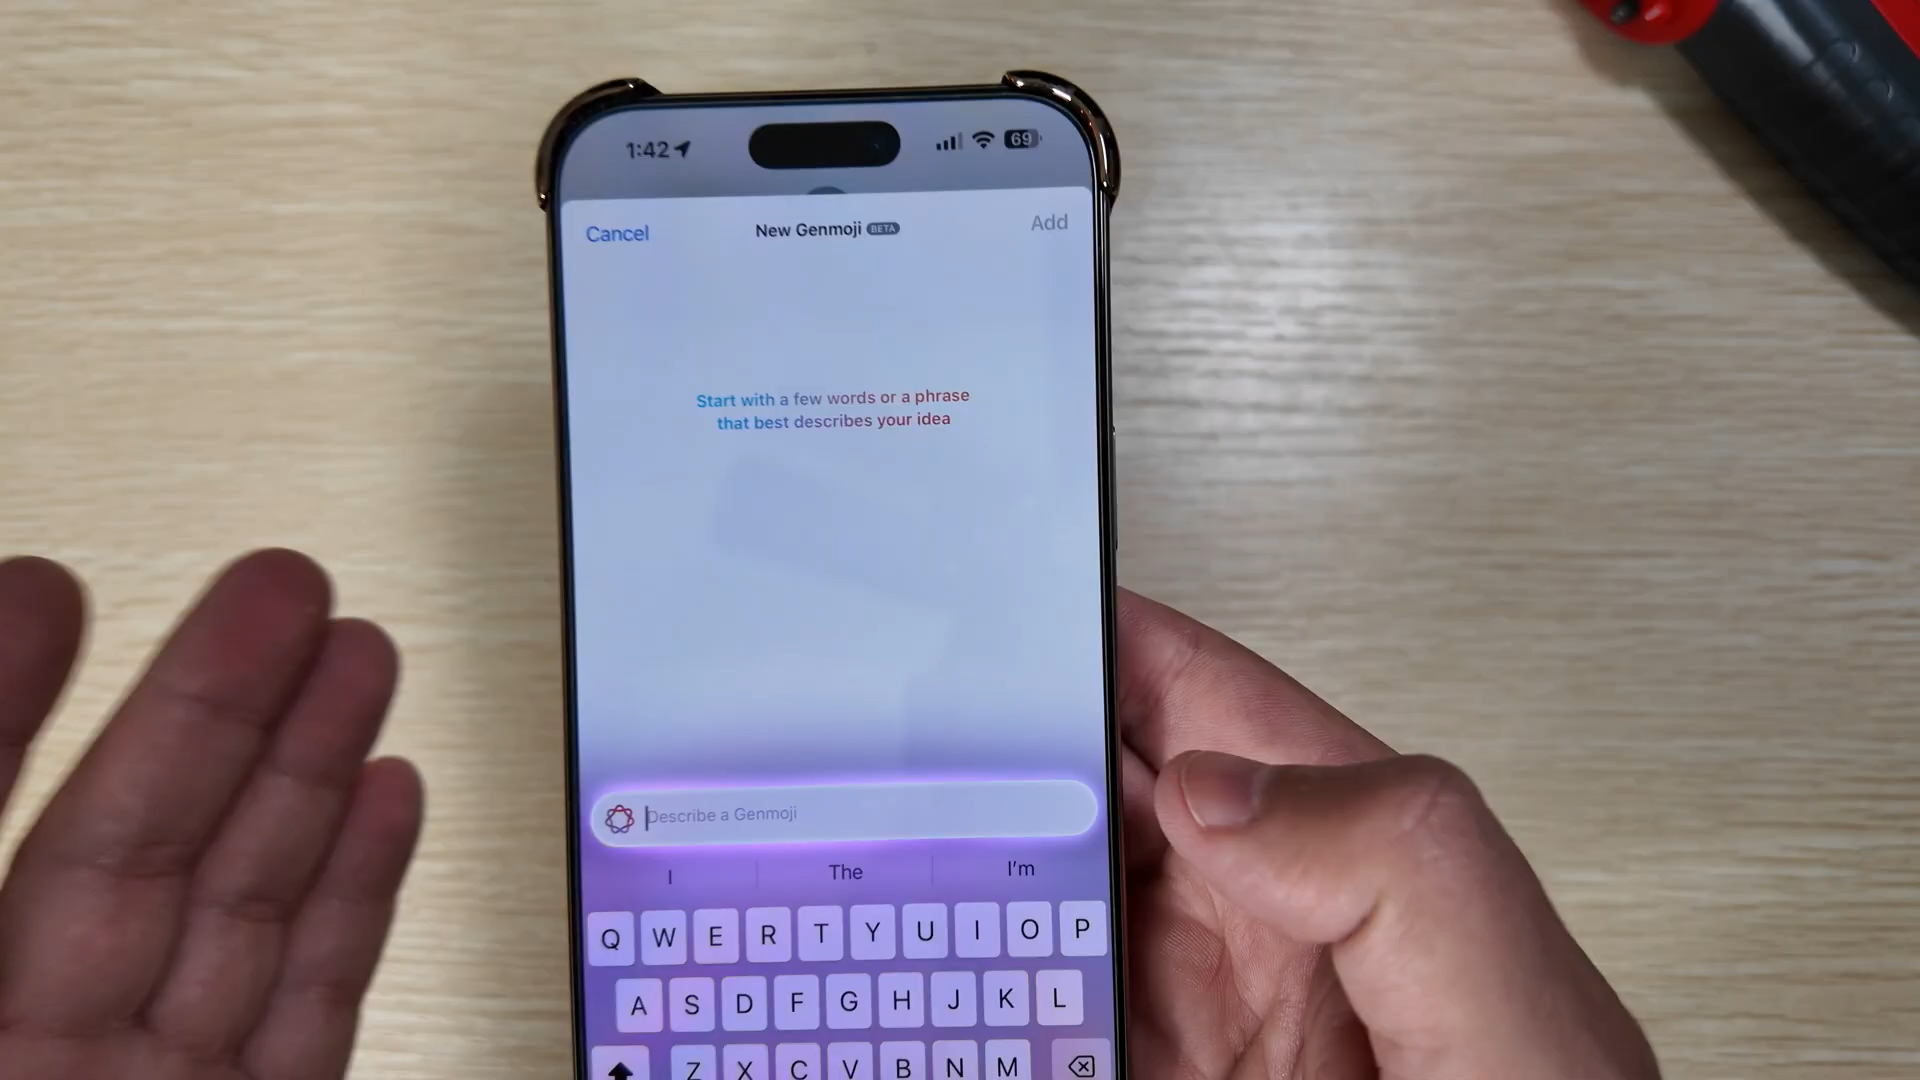 1:42
69
Cancel
New Genmoji BETA
Add
Start with a few words or a phrase
that best describes your idea
Describe a Genmoji
I
The
I'm
Q W E R T Y U I O P
A S D F G H J K L
Z X C V B N M